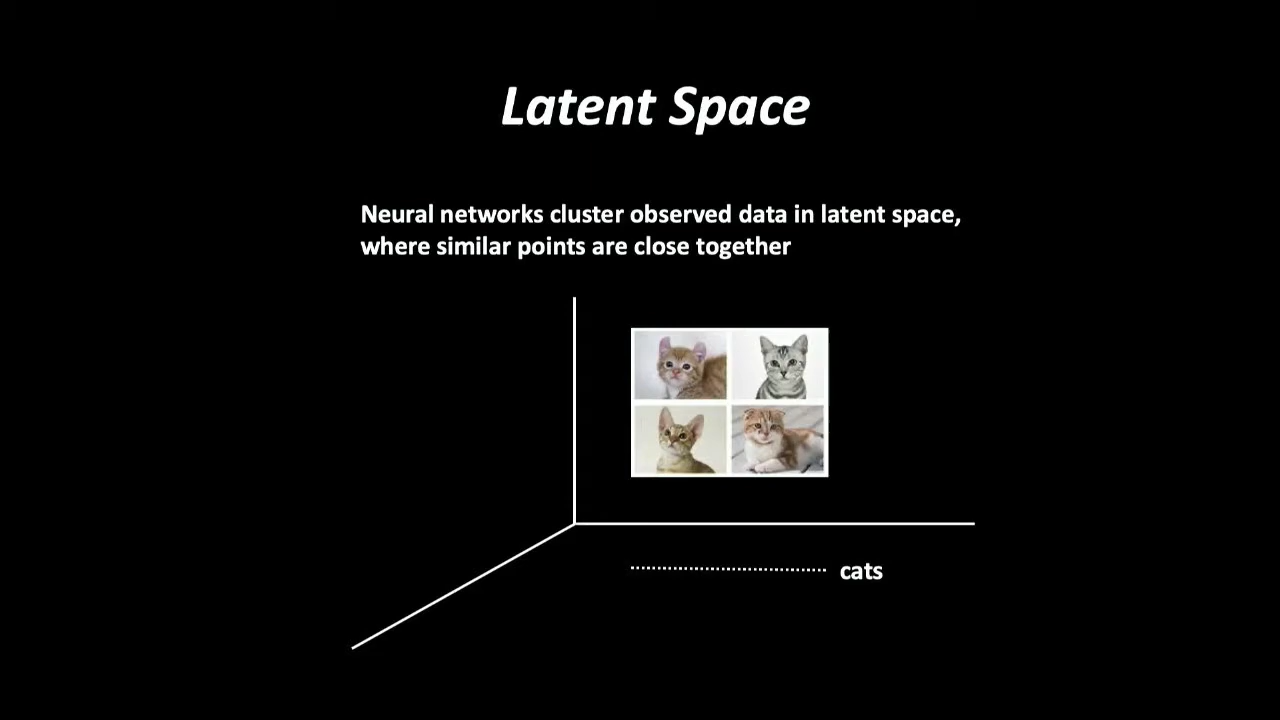 Latent Space
Neural networks cluster observed data in latent space,
where similar points are close together
cats